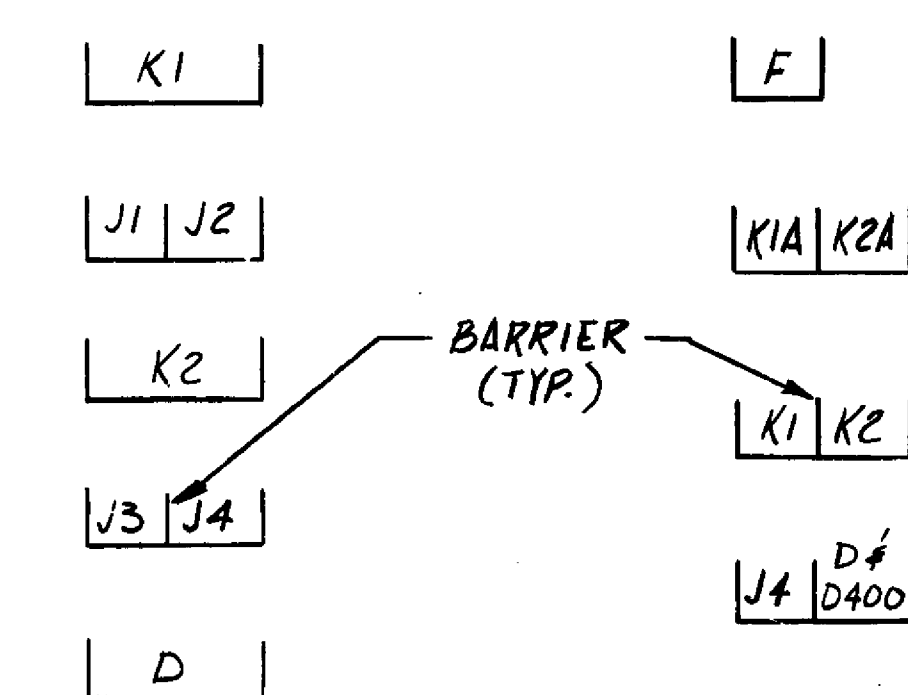 K1
J1 J2
K2
J3 J4
D
BARRIER
(TYP.)
F
K1A K2A
K1 K2
J4 D &
D400